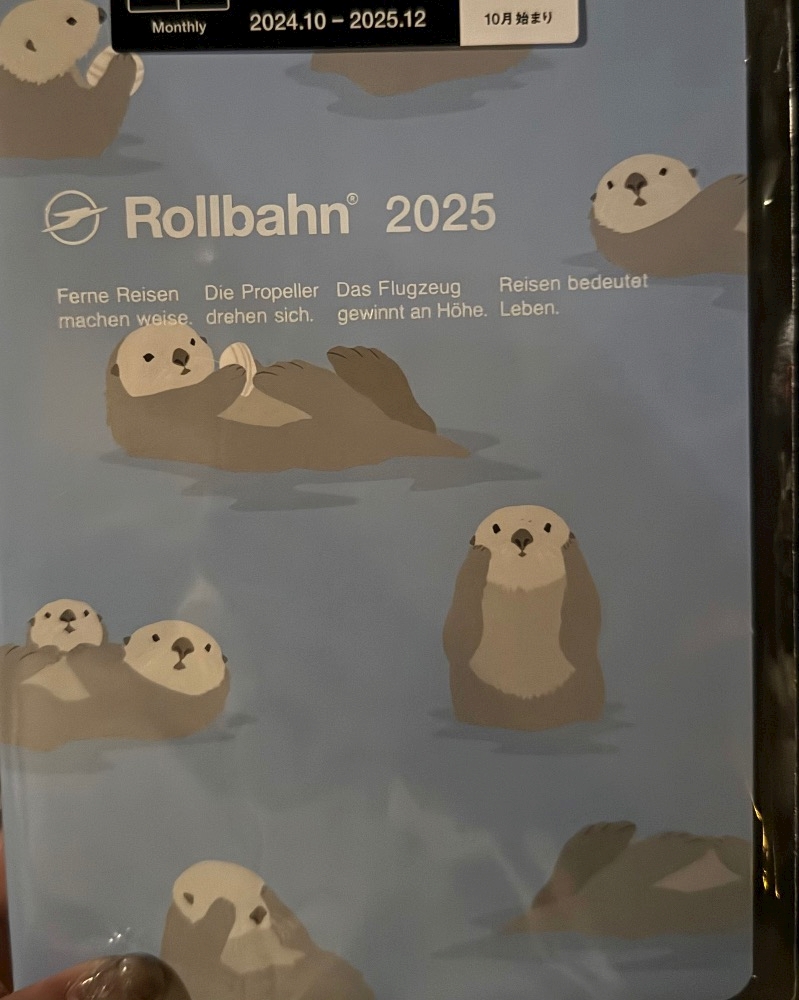 Monthly 2024.10 – 2025.12 10月始まり
Rollbahn® 2025
Ferne Reisen Die Propeller Das Flugzeug Reisen bedeutet
machen weise. drehen sich. gewinnt an Höhe. Leben.